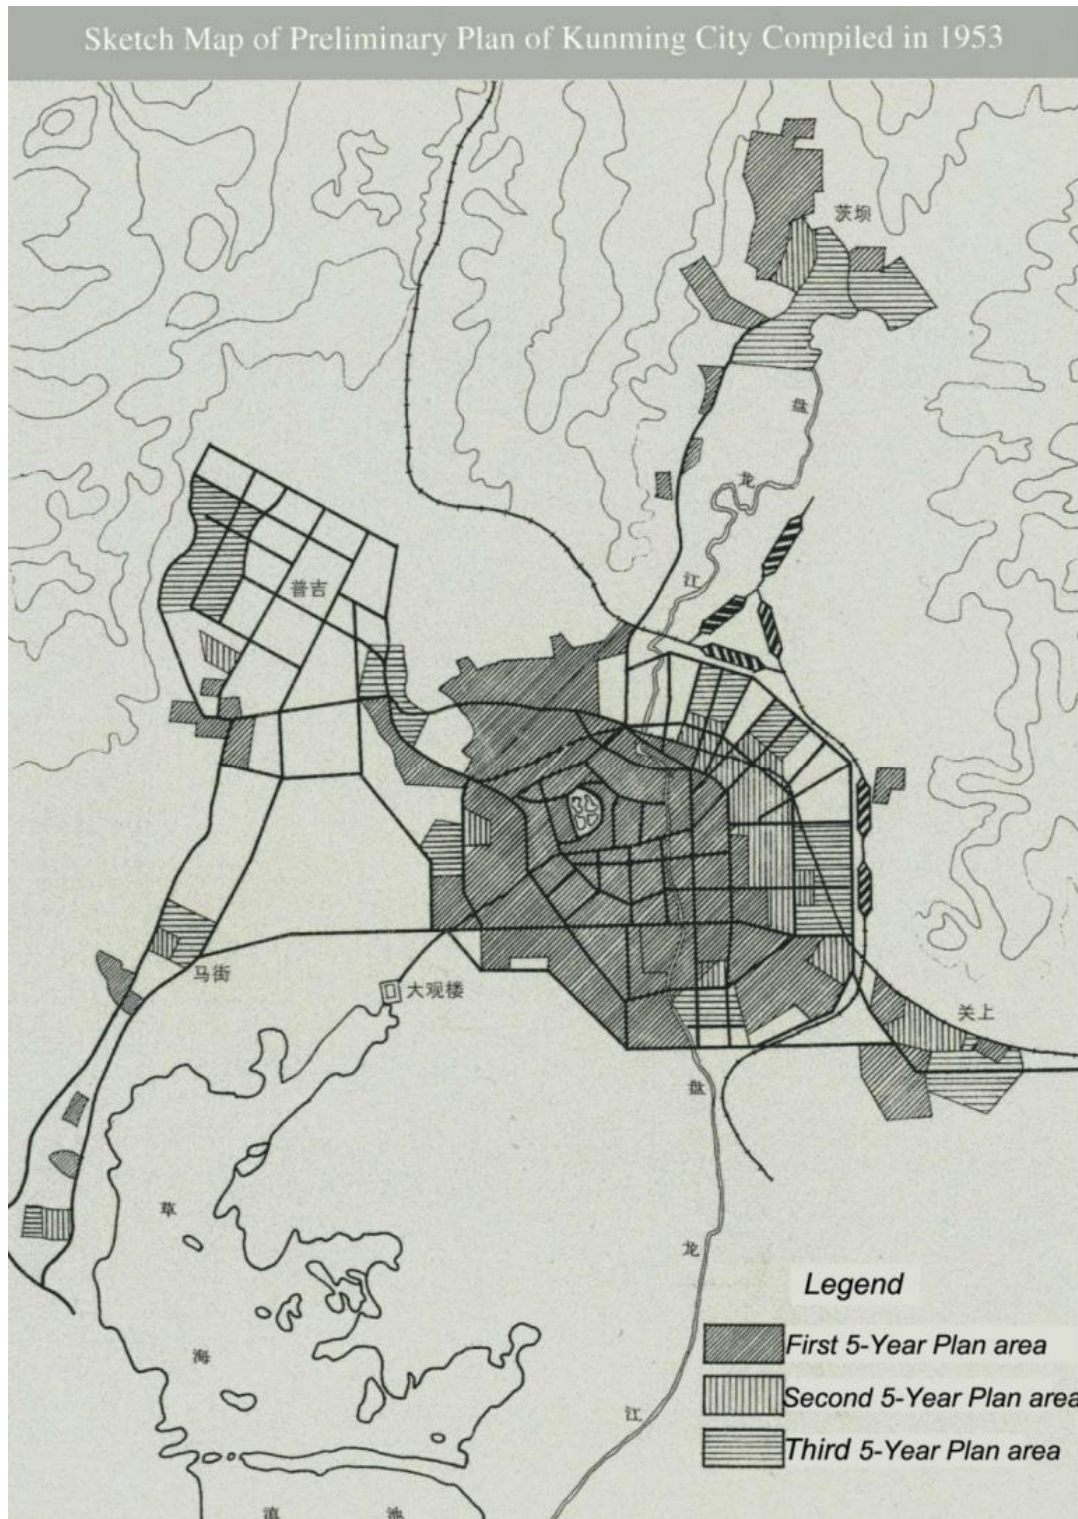 Sketch Map of Preliminary Plan of Kunming City Compiled in 1953
茨坝
盘
龙
江
普吉
马街
大观楼
关上
盘
龙
江
草
海
滇 池
Legend
First 5-Year Plan area
Second 5-Year Plan area
Third 5-Year Plan area